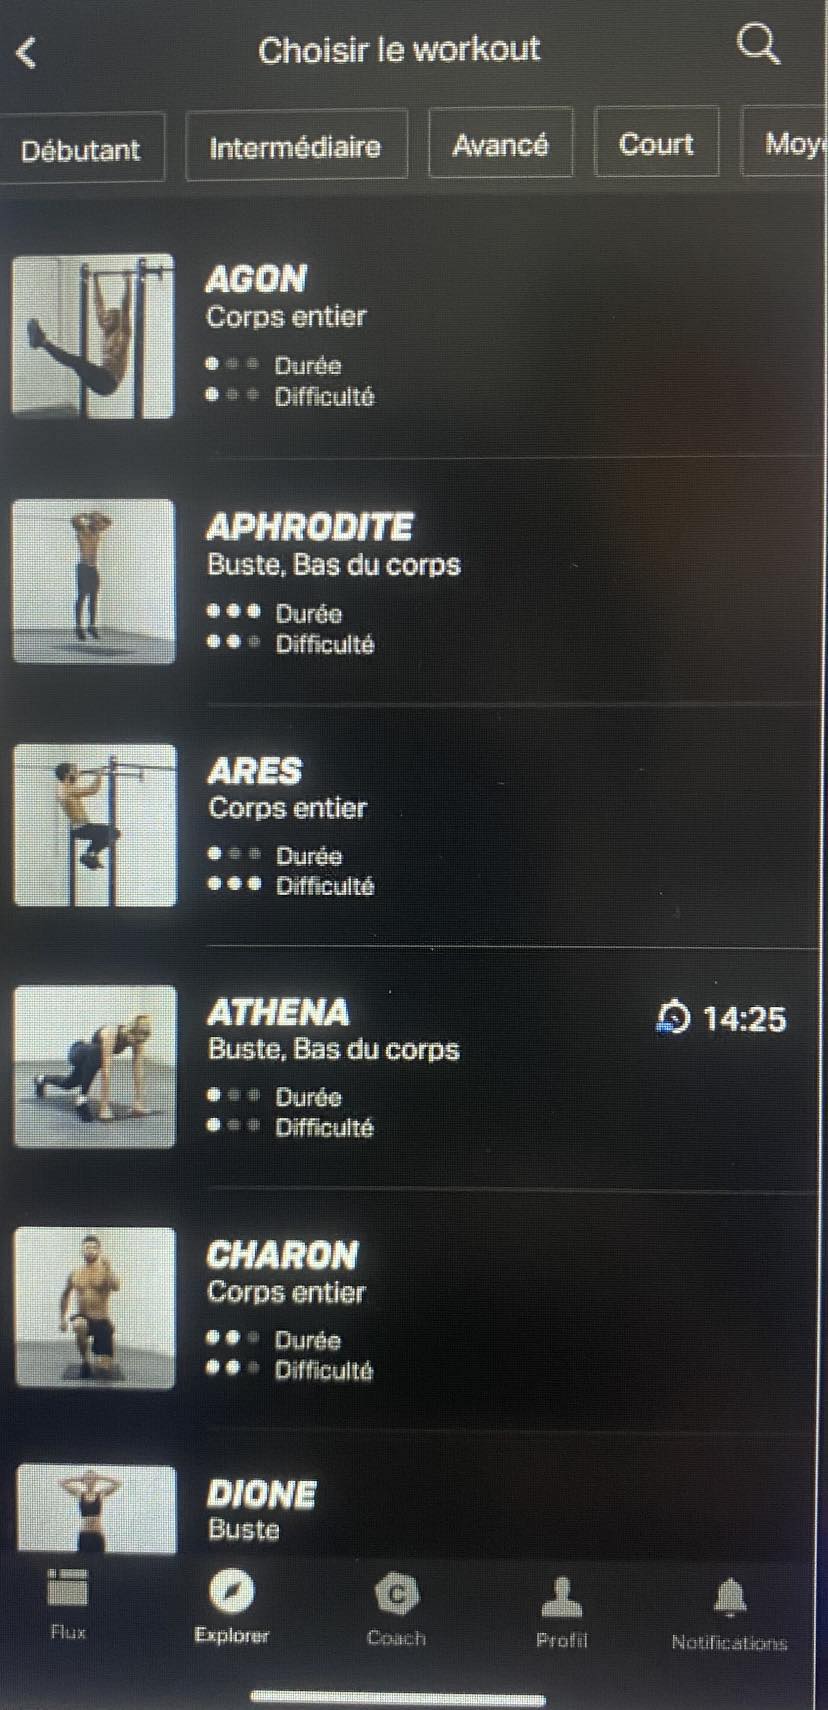 Choisir le workout
Débutant
Intermédiaire
Avancé
Court
Moye
AGON
Corps entier
Durée
Difficulté
APHRODITE
Buste, Bas du corps
Durée
Difficulté
ARES
Corps entier
Durée
Difficulté
ATHENA
14:25
Buste, Bas du corps
Durée
Difficulté
CHARON
Corps entier
Durée
Difficulté
DIONE
Buste
Flux
Explorer
C
Coach
Profil
Notifications